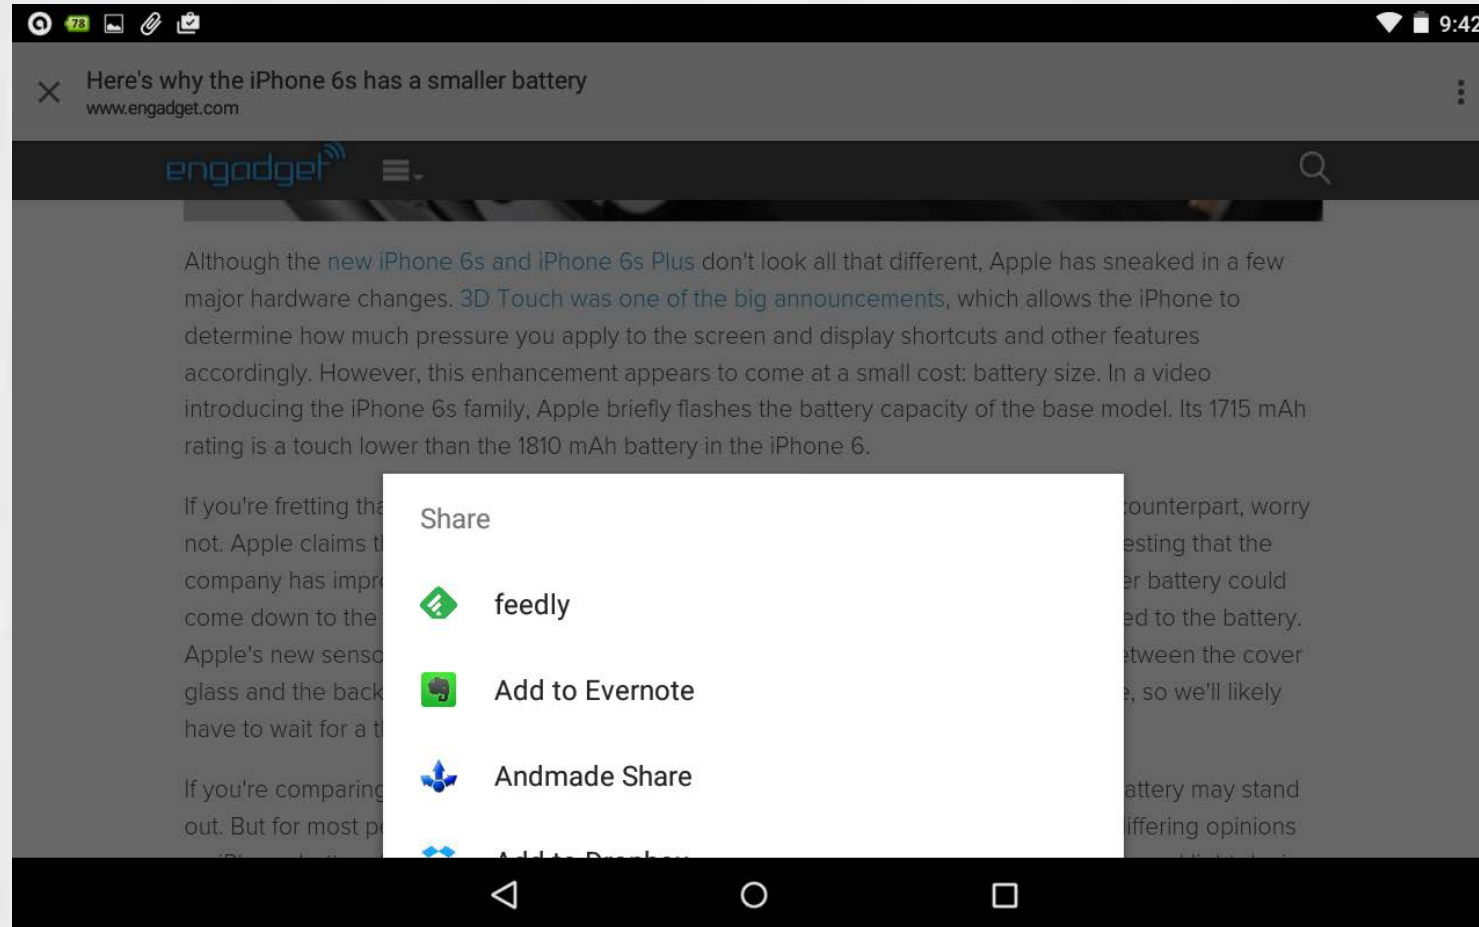 78
9:42
Here's why the iPhone 6s has a smaller battery
www.engadget.com
engadget
Although the new iPhone 6s and iPhone 6s Plus don't look all that different, Apple has sneaked in a few
major hardware changes. 3D Touch was one of the big announcements, which allows the iPhone to
determine how much pressure you apply to the screen and display shortcuts and other features
accordingly. However, this enhancement appears to come at a small cost: battery size. In a video
introducing the iPhone 6s family, Apple briefly flashes the battery capacity of the base model. Its 1715 mAh
rating is a touch lower than the 1810 mAh battery in the iPhone 6.
If you're fretting counterpart, worry
not. Apple claims esting that the
company has battery could
come down to the to the battery.
Apple's new between the cover
glass and the back so we'll likely
have to wait for a
If you're comparing battery may stand
out. But for most differing opinions
Share
feedly
Add to Evernote
Andmade Share
Add to Dropbox